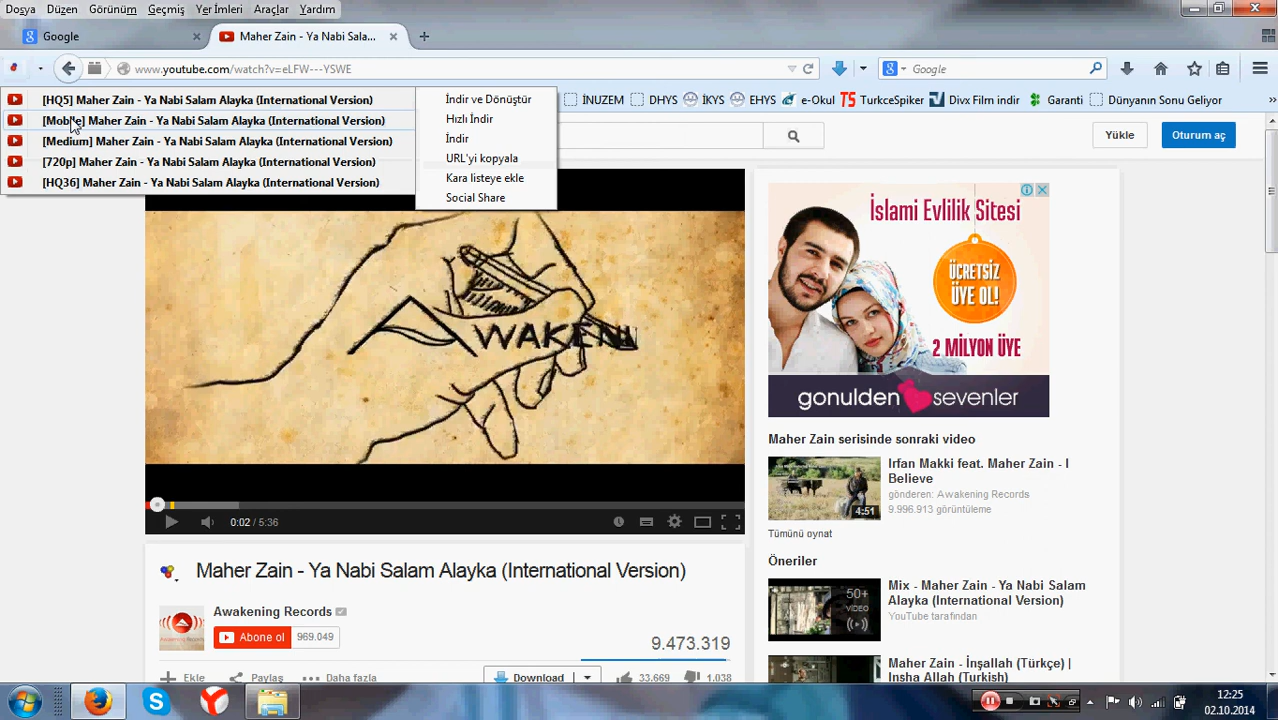 Dosya Düzen Görünüm Geçmiş Yer İmleri Araçlar Yardım
Google
Maher Zain - Ya Nabi Sala...
www.youtube.com/watch?v=eLFW---YSWE
Google
İNUZEM DHYS İKYS EHYS e-Okul TurkceSpiker Divx Film indir Garanti Dünyanın Sonu Geliyor
[HQ5] Maher Zain - Ya Nabi Salam Alayka (International Version)
[Mobile] Maher Zain - Ya Nabi Salam Alayka (International Version)
[Medium] Maher Zain - Ya Nabi Salam Alayka (International Version)
[720p] Maher Zain - Ya Nabi Salam Alayka (International Version)
[HQ36] Maher Zain - Ya Nabi Salam Alayka (International Version)
İndir ve Dönüştür
Hızlı İndir
İndir
URL'yi kopyala
Kara listeye ekle
Social Share
Yükle
Oturum aç
AWAKENI
0:02 / 5:36
Maher Zain - Ya Nabi Salam Alayka (International Version)
Awakening Records
Abone ol 969.049
9.473.319
Ekle Paylaş Daha fazla
Download
33.669 1.038
İslami Evlilik Sitesi
ÜCRETSİZ
ÜYE OL!
2 MİLYON ÜYE
gonulden sevenler
Maher Zain serisinde sonraki video
Irfan Makki feat. Maher Zain - I
Believe
gönderen: Awakening Records
9.996.913 görüntüleme
4:51
Tümünü oynat
Öneriler
50+
VIDEO
Mix - Maher Zain - Ya Nabi Salam
Alayka (International Version)
YouTube tarafından
Maher Zain - İnşallah (Türkçe) |
Insha Allah (Turkish)
12:25
02.10.2014